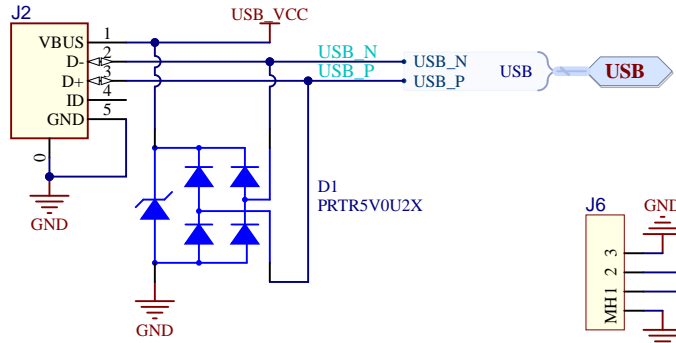 J2
USB_VCC
VBUS 1
D- 2
D+ 3
ID 4
GND 5
0
GND
USB_N
USB_P
USB_N
USB_P
USB
USB
D1
PRTR5V0U2X
GND
J6
GND
3
2
1
MH1